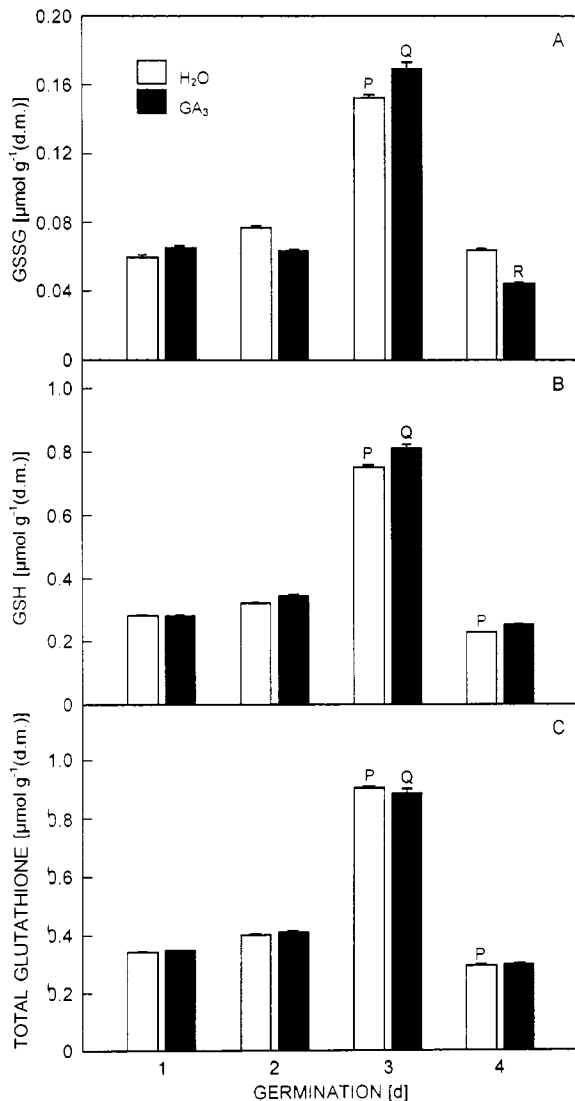 0.20
A
Q
H₂O
P
0.16
GA₃
0.12
GSSG [µmol g⁻¹(d.m.)]
0.08
R
0.04
0
B
1.0
Q
P
0.8
0.6
GSH [µmol g⁻¹(d.m.)]
0.4
P
0.2
0
C
1.0
P Q
0.8
0.6
TOTAL GLUTATHIONE [µmol g⁻¹(d.m.)]
0.4
P
0.2
0
1 2 3 4
GERMINATION [d]